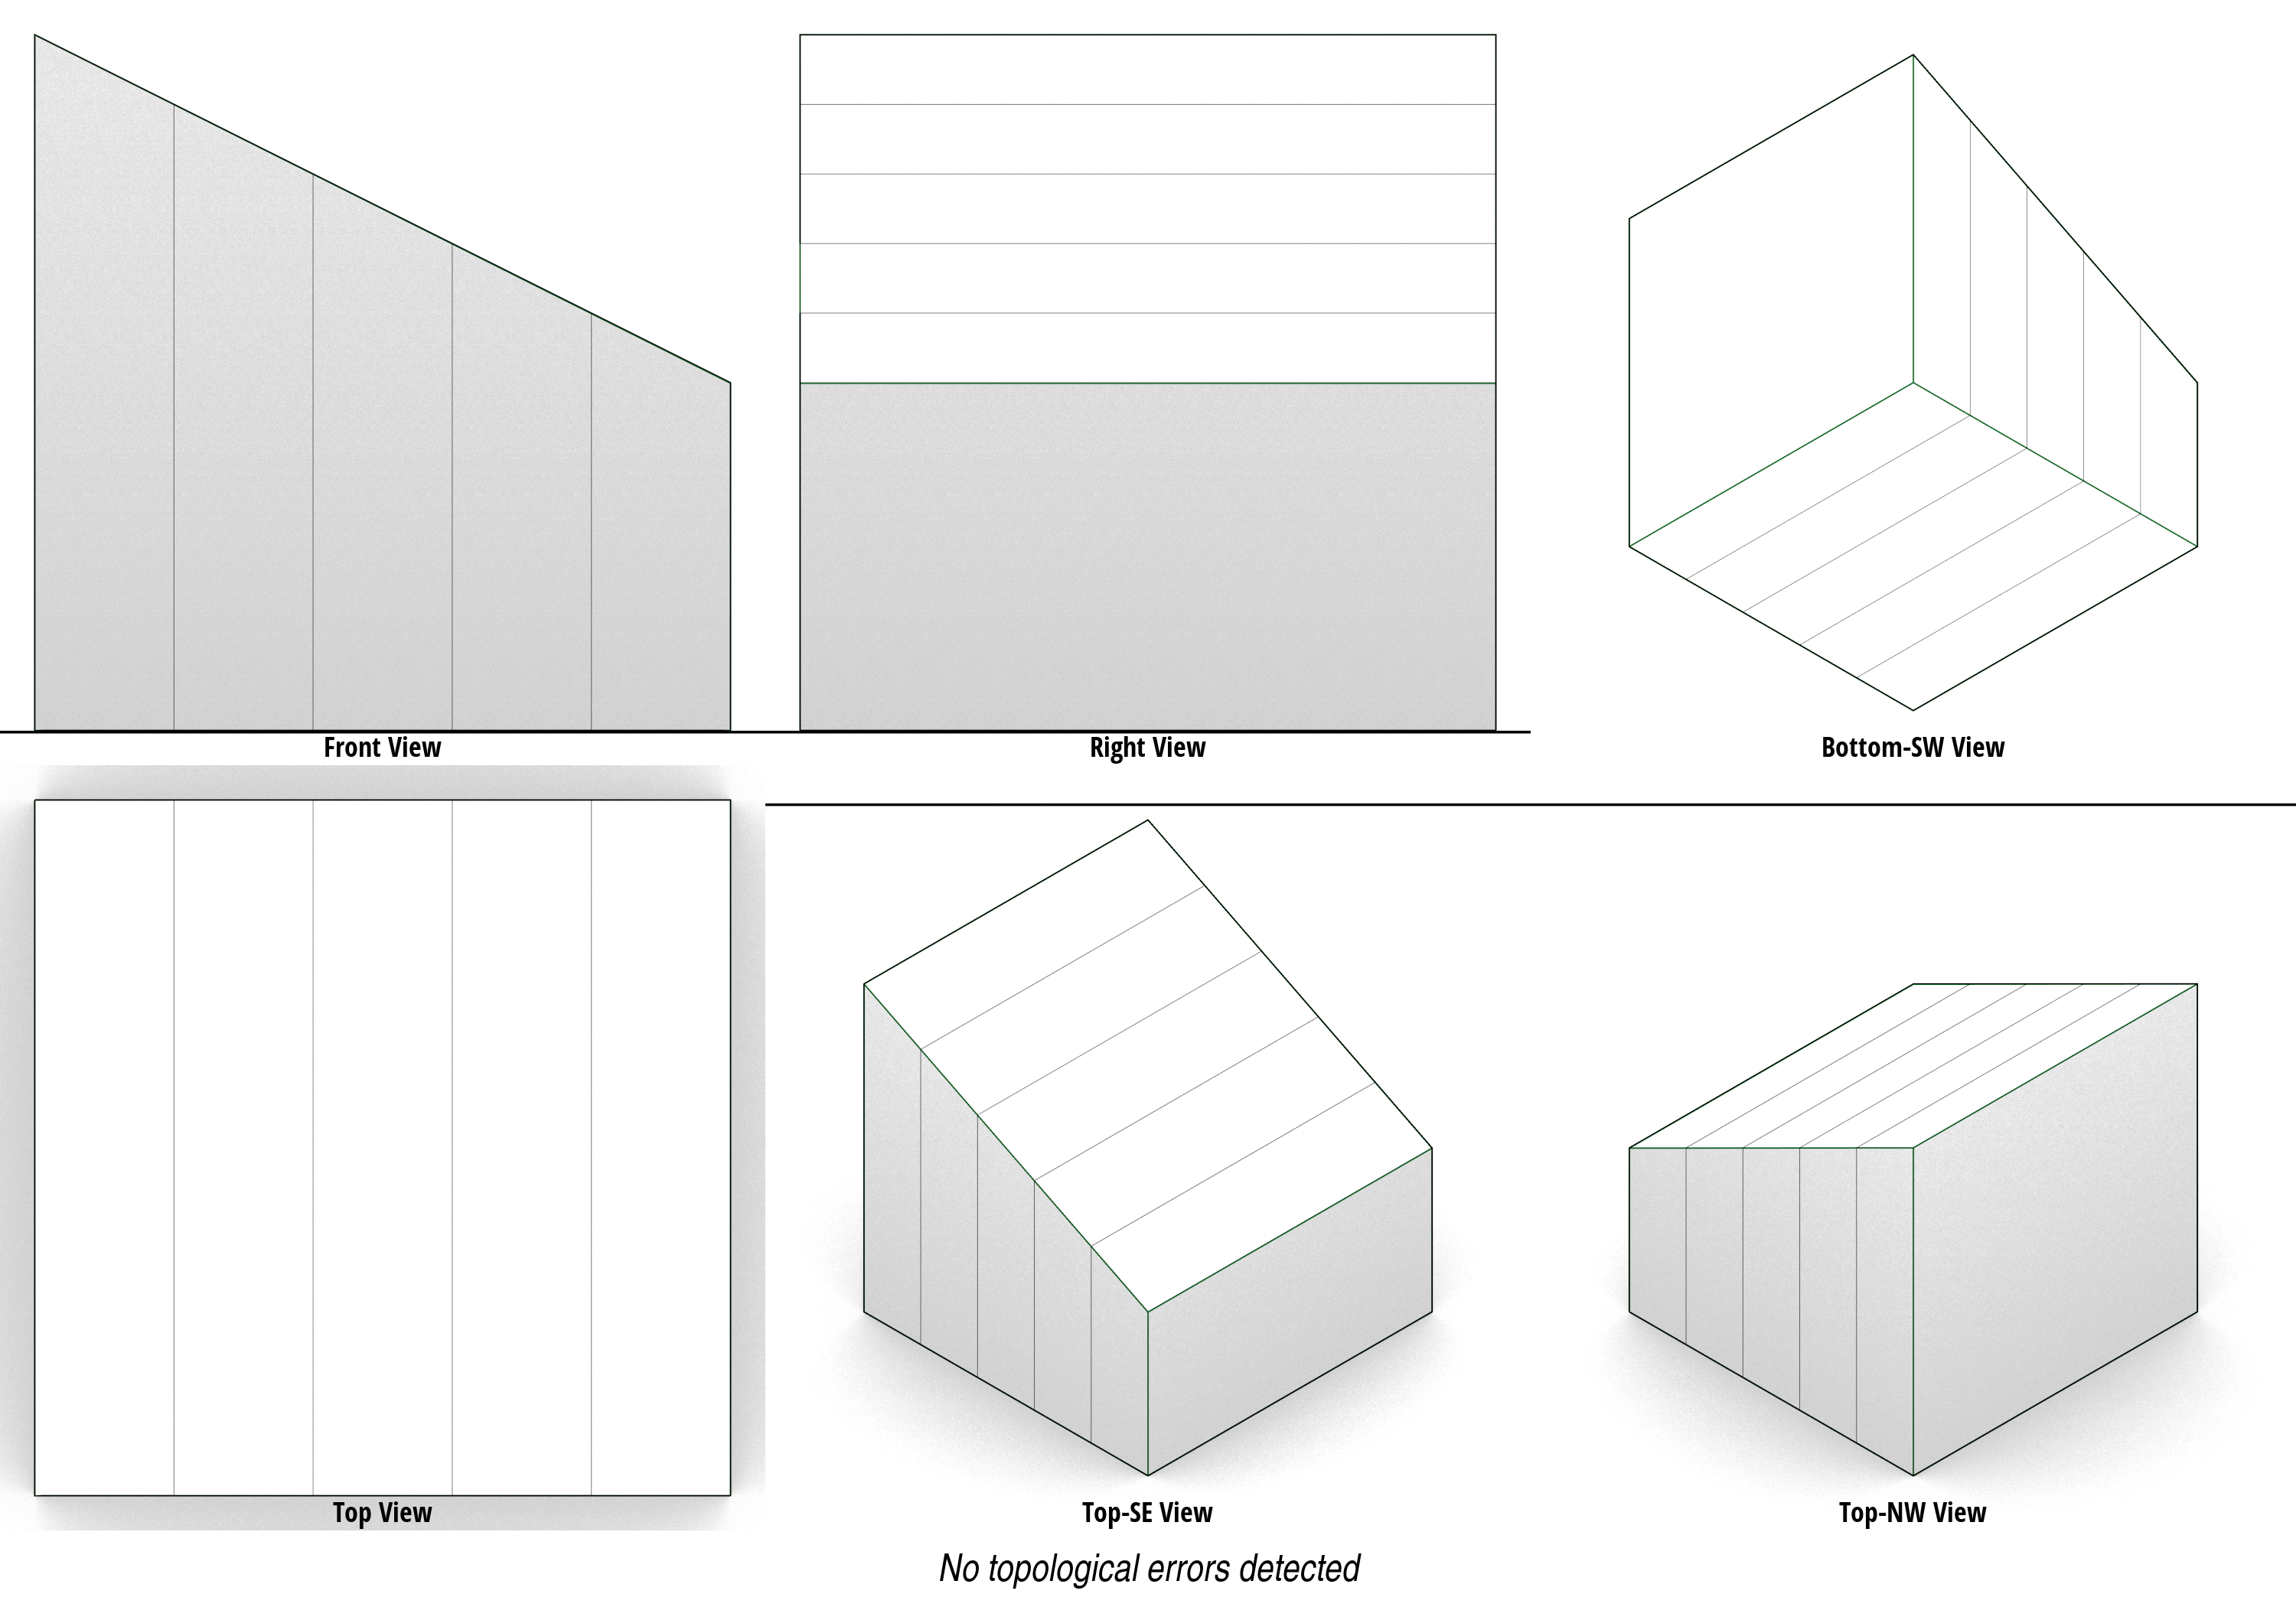 Front View
Right View
Bottom-SW View
Top View
Top-SE View
Top-NW View
No topological errors detected